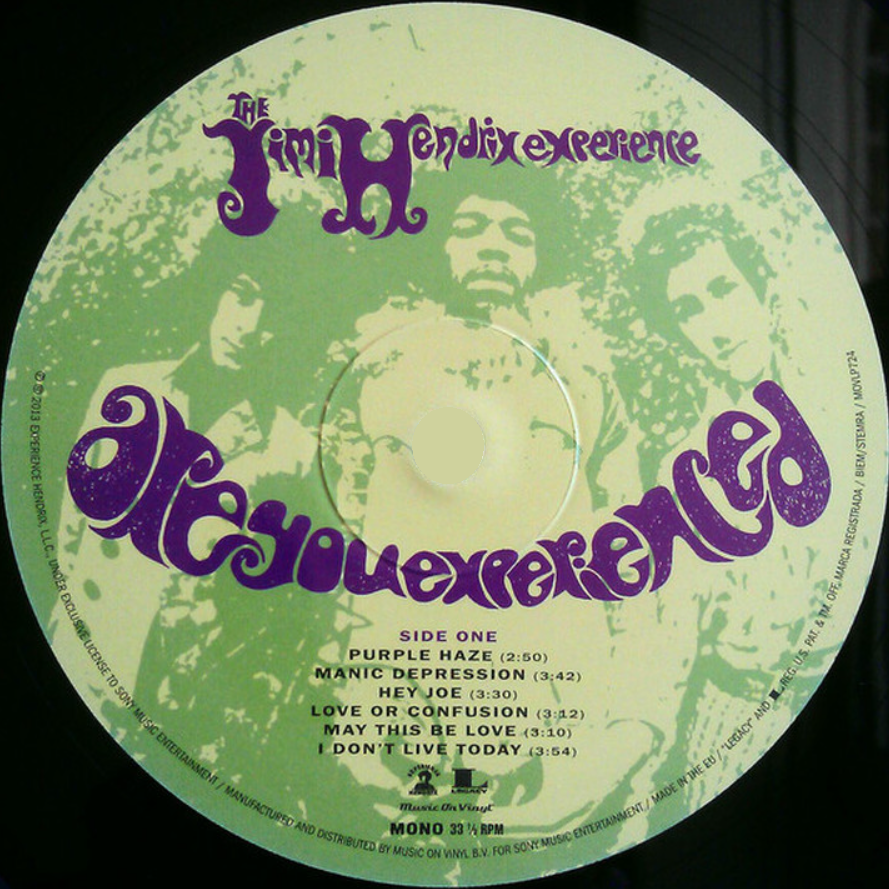 THE
Jimi Hendrix experience
are you experienced
SIDE ONE
PURPLE HAZE (2:50)
MANIC DEPRESSION (3:42)
HEY JOE (3:30)
LOVE OR CONFUSION (3:12)
MAY THIS BE LOVE (3:10)
I DON'T LIVE TODAY (3:54)
EXPERIENCE
HENDRIX
L
LEGACY
Music On Vinyl
MONO 33 ⅓ RPM
© ℗ 2013 EXPERIENCE HENDRIX, L.L.C., UNDER EXCLUSIVE LICENSE TO SONY MUSIC ENTERTAINMENT / MANUFACTURED AND DISTRIBUTED BY MUSIC ON VINYL B.V. FOR SONY MUSIC ENTERTAINMENT / MADE IN THE EU / "LEGACY" AND L REG. U.S. PAT. & TM. OFF. MARCA REGISTRADA / BIEM/STEMRA / MOVLP724